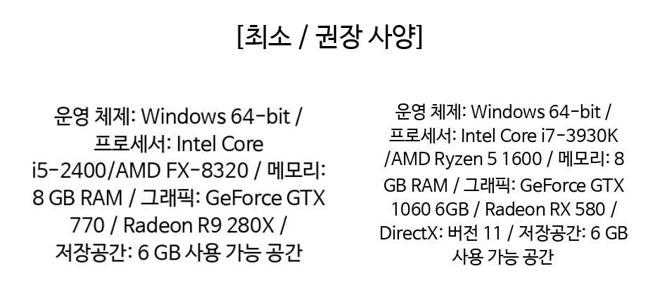 [최소 / 권장 사양]
운영 체제: Windows 64-bit /
프로세서: Intel Core
i5-2400/AMD FX-8320 / 메모리:
8 GB RAM / 그래픽: GeForce GTX
770 / Radeon R9 280X /
저장공간: 6 GB 사용 가능 공간
운영 체제: Windows 64-bit /
프로세서: Intel Core i7-3930K
/AMD Ryzen 5 1600 / 메모리: 8
GB RAM / 그래픽: GeForce GTX
1060 6GB / Radeon RX 580 /
DirectX: 버전 11 / 저장공간: 6 GB
사용 가능 공간